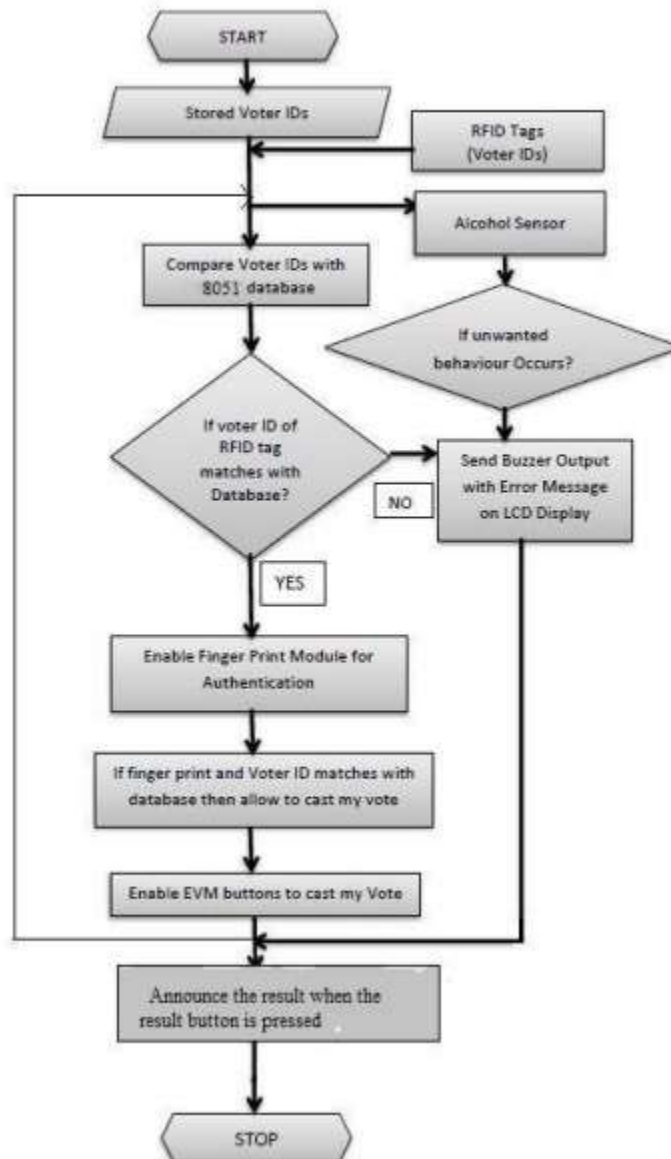 START
Stored Voter IDs
RFID Tags
(Voter IDs)
Alcohol Sensor
Compare Voter IDs with
8051 database
If unwanted
behaviour Occurs?
If voter ID of
RFID tag
matches with
Database?
NO
Send Buzzer Output
with Error Message
on LCD Display
YES
Enable Finger Print Module for
Authentication
If finger print and Voter ID matches with
database then allow to cast my vote
Enable EVM buttons to cast my Vote
Announce the result when the
result button is pressed
STOP